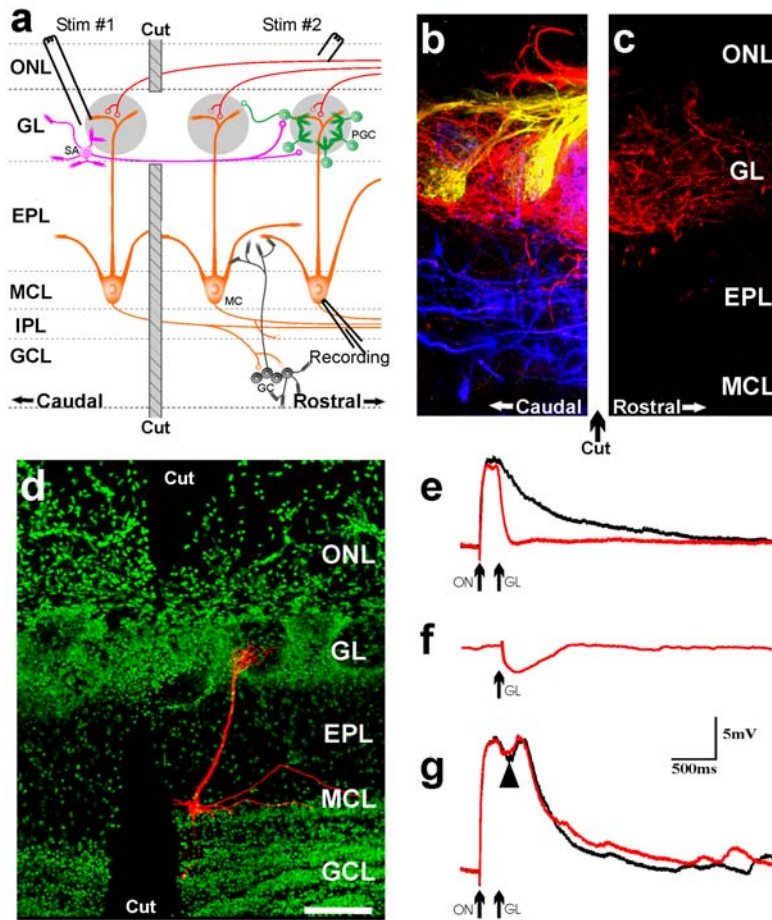 a
Stim #1
Cut
Stim #2
ONL
GL
SA
PGC
EPL
MCL
MC
IPL
GCL
GC
Recording
Caudal
Rostral
Cut
b
c
ONL
GL
EPL
MCL
Caudal
Rostral
Cut
d
Cut
ONL
GL
EPL
MCL
GCL
Cut
e
ON
GL
f
GL
g
5mV
500ms
ON
GL